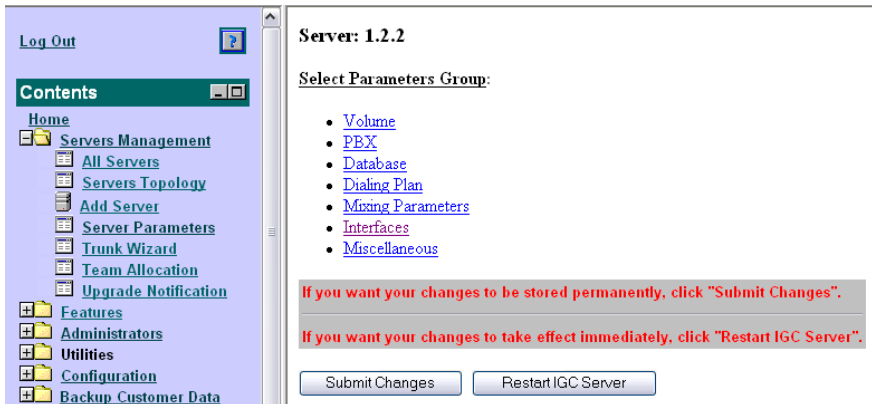 Log Out
?
Contents
Home
Servers Management
All Servers
Servers Topology
Add Server
Server Parameters
Trunk Wizard
Team Allocation
Upgrade Notification
Features
Administrators
Utilities
Configuration
Backup Customer Data
Server: 1.2.2
Select Parameters Group:
Volume
PBX
Database
Dialing Plan
Mixing Parameters
Interfaces
Miscellaneous
If you want your changes to be stored permanently, click "Submit Changes".
If you want your changes to take effect immediately, click "Restart IGC Server".
Submit Changes
Restart IGC Server